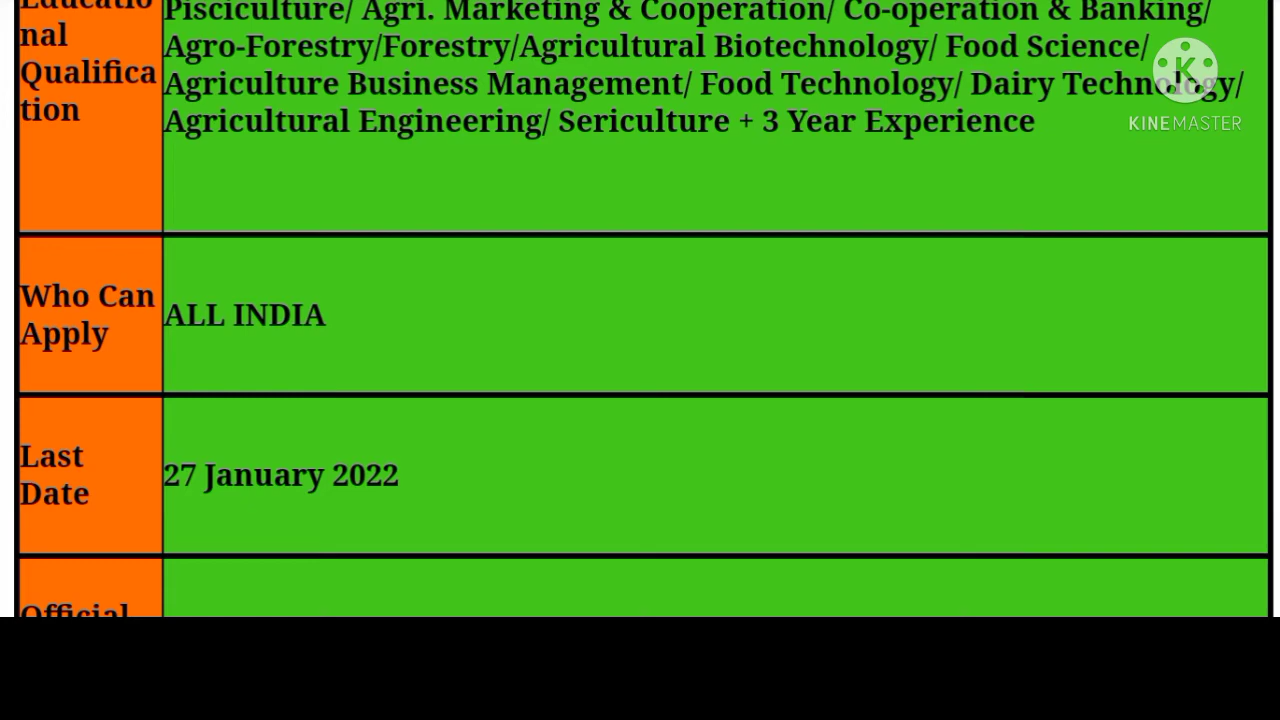 Educatio
nal
Qualifica
tion
Pisciculture/ Agri. Marketing & Cooperation/ Co-operation & Banking/
Agro-Forestry/Forestry/Agricultural Biotechnology/ Food Science/
Agriculture Business Management/ Food Technology/ Dairy Technology/
Agricultural Engineering/ Sericulture + 3 Year Experience
K
KINEMASTER
Who Can
Apply
ALL INDIA
Last
Date
27 January 2022
Official